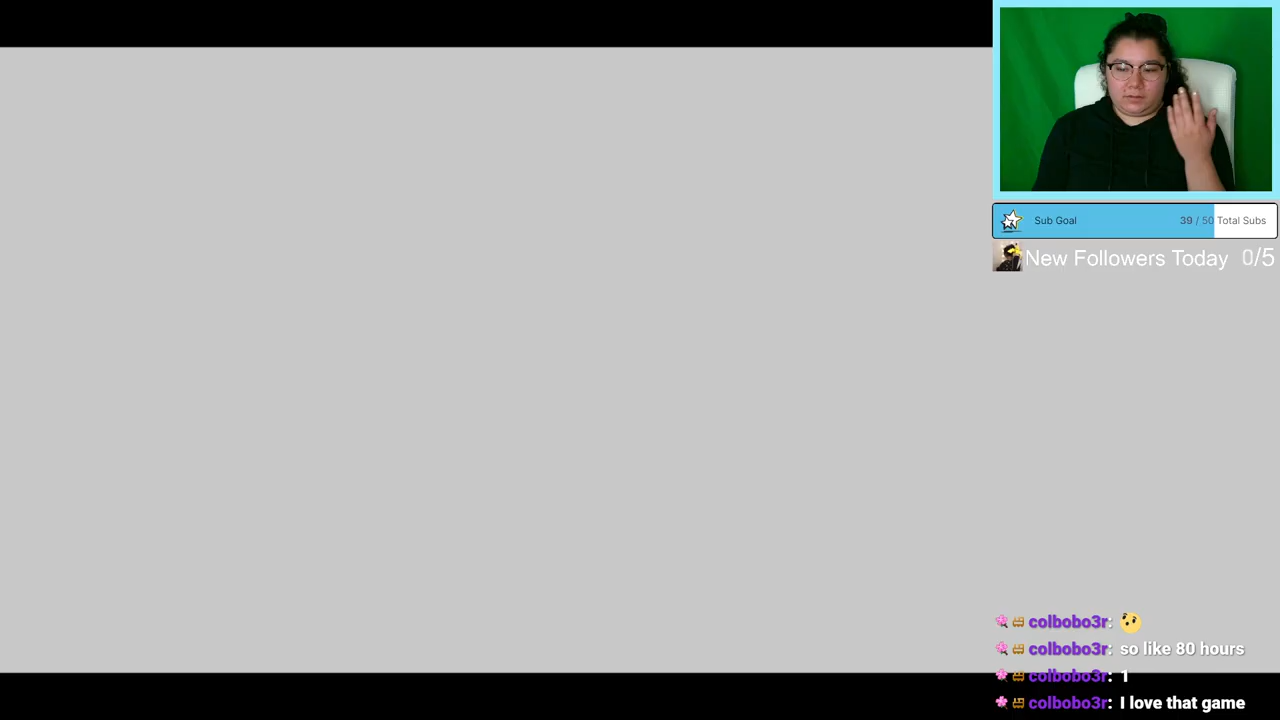 Sub Goal 39 / 50 Total Subs
New Followers Today 0/5
colbobo3r: 🤨
colbobo3r: so like 80 hours
colbobo3r: 1
colbobo3r: I love that game